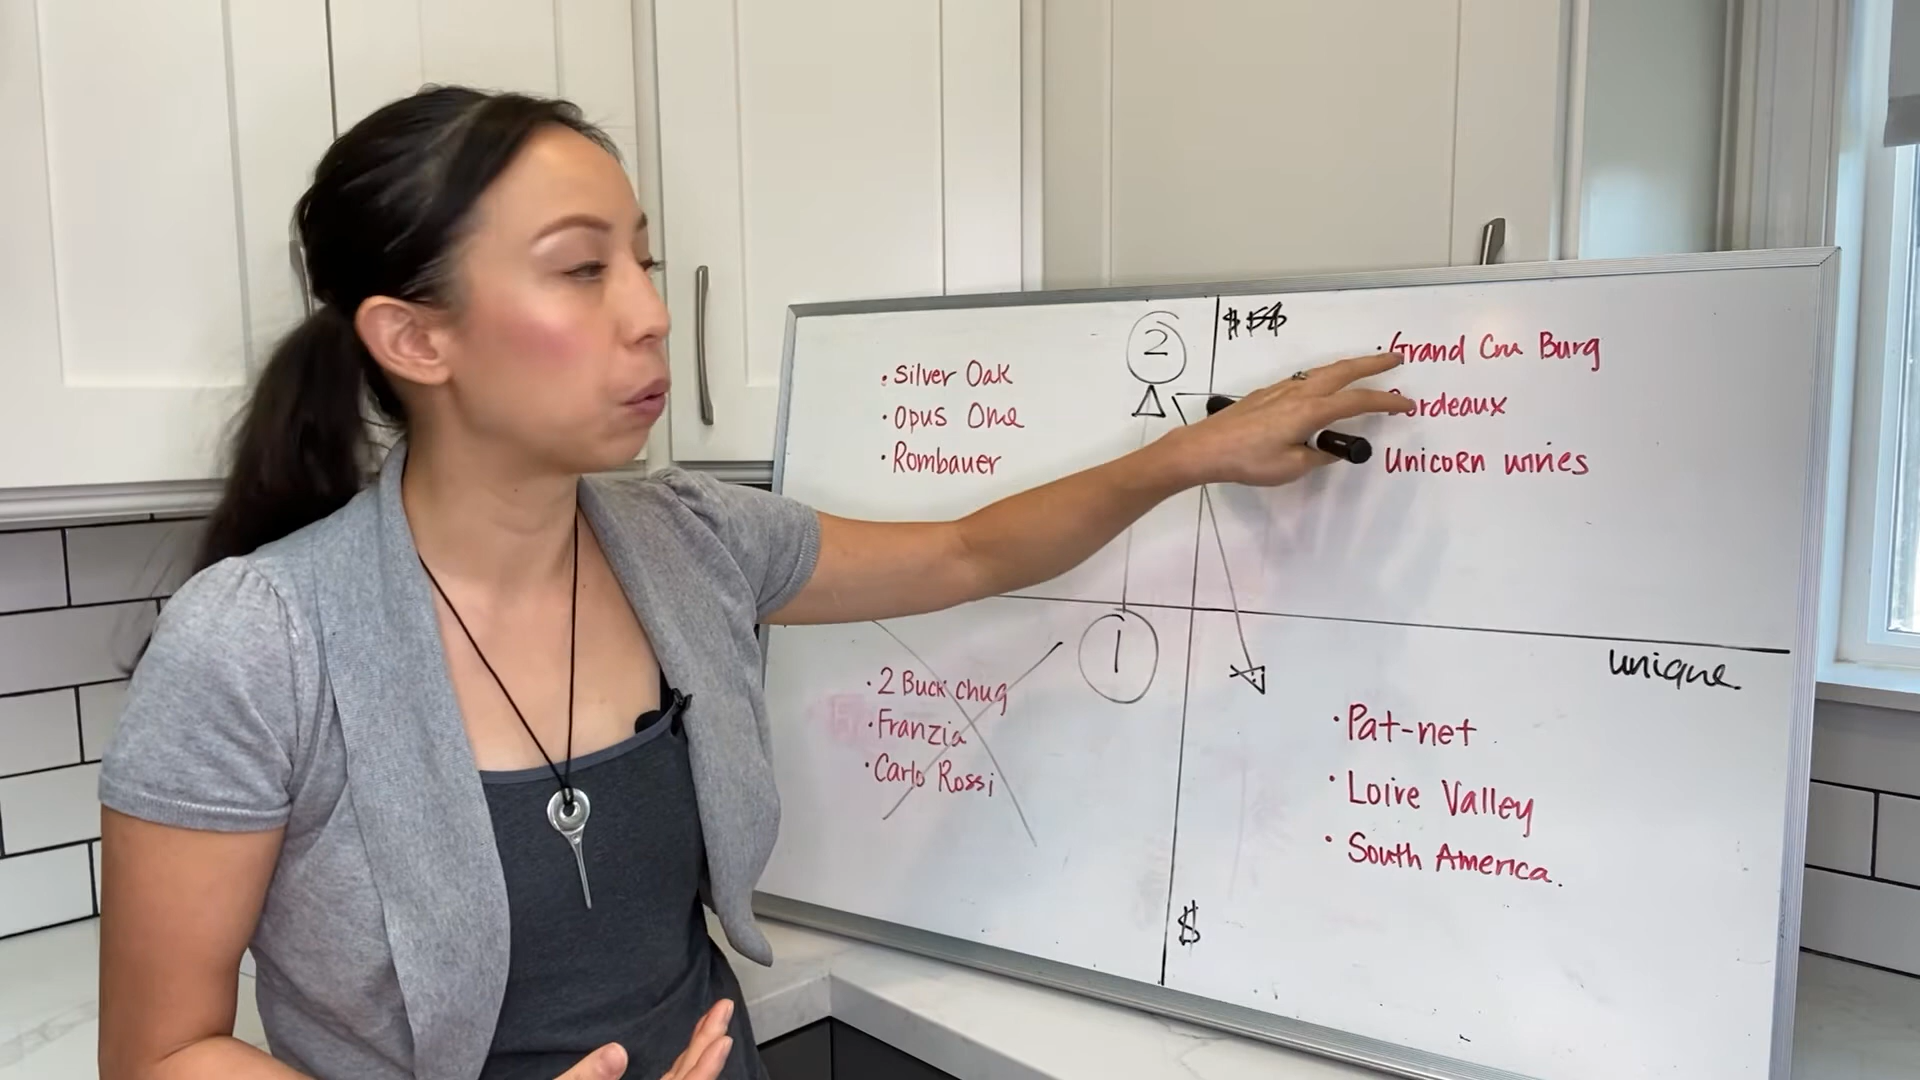 2
$$$
• Silver Oak
• Opus One
• Rombauer
• Grand Cru Burg
Bordeaux
Unicorn wines
1
unique
• 2 Buck chug
• Franzia
• Carlo Rossi
• Pat-net
• Loire Valley
• South America.
$